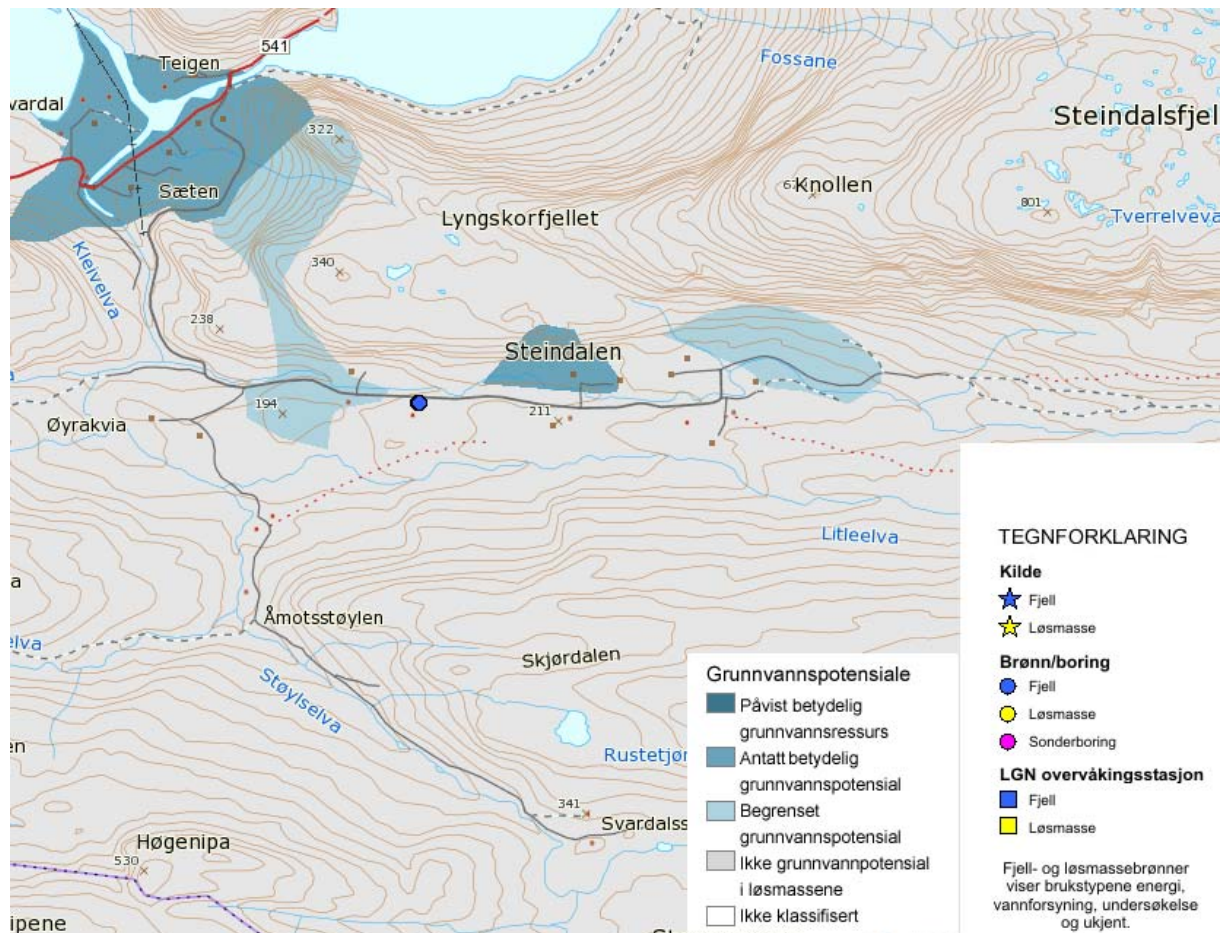 541
Teigen
Fossane
vardal
Steindalsfjel
322
Knollen
Sæten
801
Lyngskorfjellet
Tverrelveva
Kleivelva
340
238
Steindalen
194
211
Øyrakvia
Litleelva
TEGNFORKLARING
Kilde
Fjell
Løsmasse
Åmotsstøylen
Skjørdalen
Støylselva
elva
a
Brønn/boring
Fjell
Løsmasse
Sonderboring
Grunnvannspotensiale
Påvist betydelig
grunnvannsressurs
Antatt betydelig
grunnvannspotensial
Begrenset
grunnvannspotensial
Ikke grunnvannpotensial
i løsmassene
Ikke klassifisert
Rustetjør
LGN overvåkingsstasjon
Fjell
Løsmasse
en
341
Svardalss
Høgenipa
530
Fjell- og løsmassebrønner
viser brukstypene energi,
vannforsyning, undersøkelse
og ukjent.
ipene